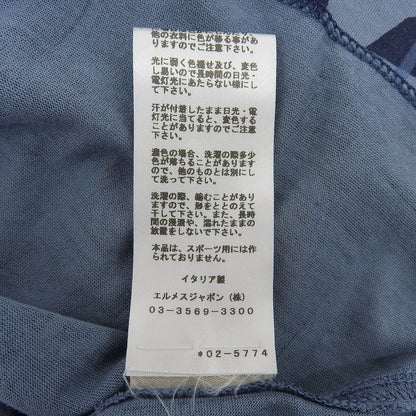 他の衣料に色が移る事があ
りますのでご注意下さい。
光に弱く色褪せ及び、変色
し易いので長時間の日光・
電灯光にあたらない様にし
て下さい。
汗が付着したまま日光・電
灯光に当てると、変色する
ことがありますのでご注意
下さい。
濃色の場合、洗濯の際多少
色が落ちることがあります
ので、他のものとは別にし
て洗って下さい。
洗濯の際、縮むことがあり
ますので、形をととのえて
干して下さい。また、長時
間の浸漬や、濡れたままの
放置をしないで下さい。
本品は、スポーツ用には作
られておりません。
イタリア製
エルメスジャポン（株）
03-3569-3300
*02-5774